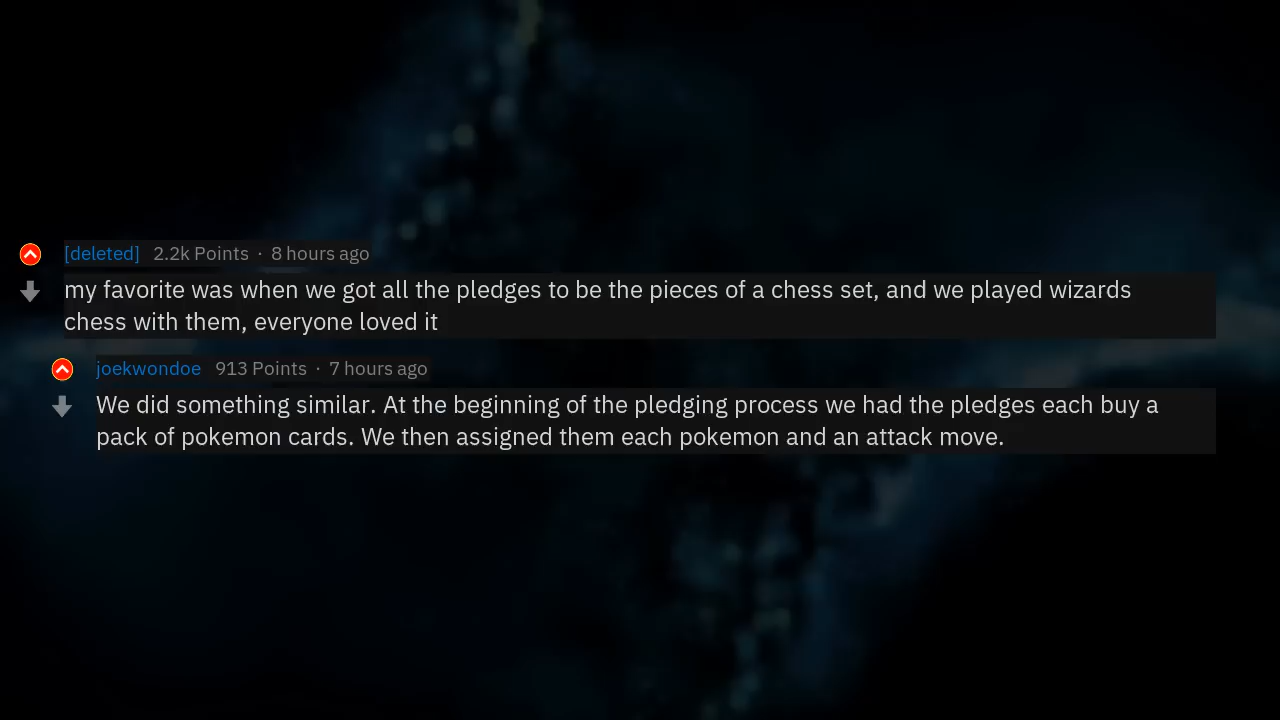 [deleted] 2.2k Points · 8 hours ago
my favorite was when we got all the pledges to be the pieces of a chess set, and we played wizards
chess with them, everyone loved it
joekwondoe 913 Points · 7 hours ago
We did something similar. At the beginning of the pledging process we had the pledges each buy a
pack of pokemon cards. We then assigned them each pokemon and an attack move.